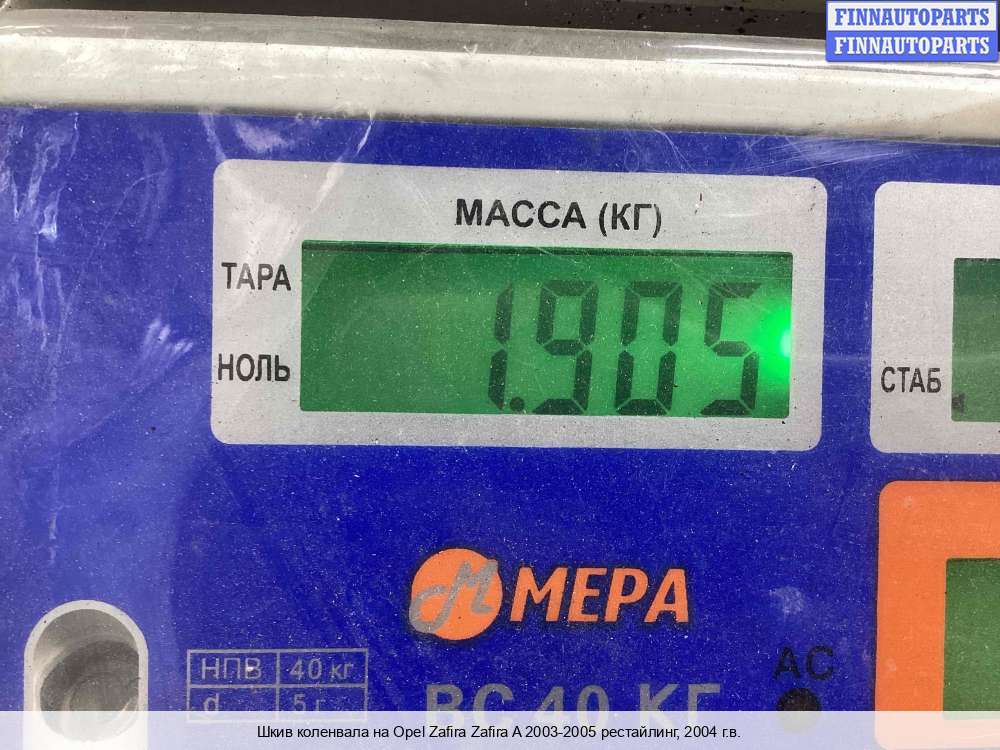 FINNAUTOPARTS
FINNAUTOPARTS
МАССА (КГ)
ТАРА
1.905
НОЛЬ
СТАБ
М МЕРА
АС
НПВ 40 кг
d 5 г
ВС 40 КГ
Шкив коленвала на Opel Zafira Zafira A 2003-2005 рестайлинг, 2004 г.в.